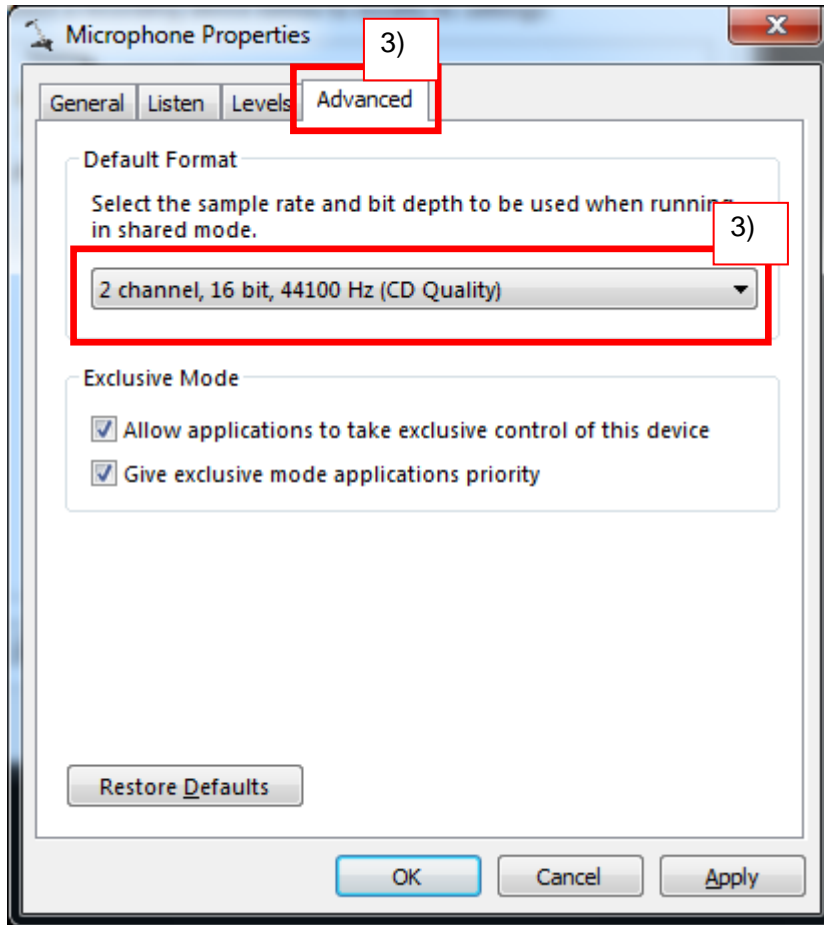 Microphone Properties
3)
General Listen Levels Advanced
Default Format
Select the sample rate and bit depth to be used when running
in shared mode.
3)
2 channel, 16 bit, 44100 Hz (CD Quality)
Exclusive Mode
Allow applications to take exclusive control of this device
Give exclusive mode applications priority
Restore Defaults
OK Cancel Apply